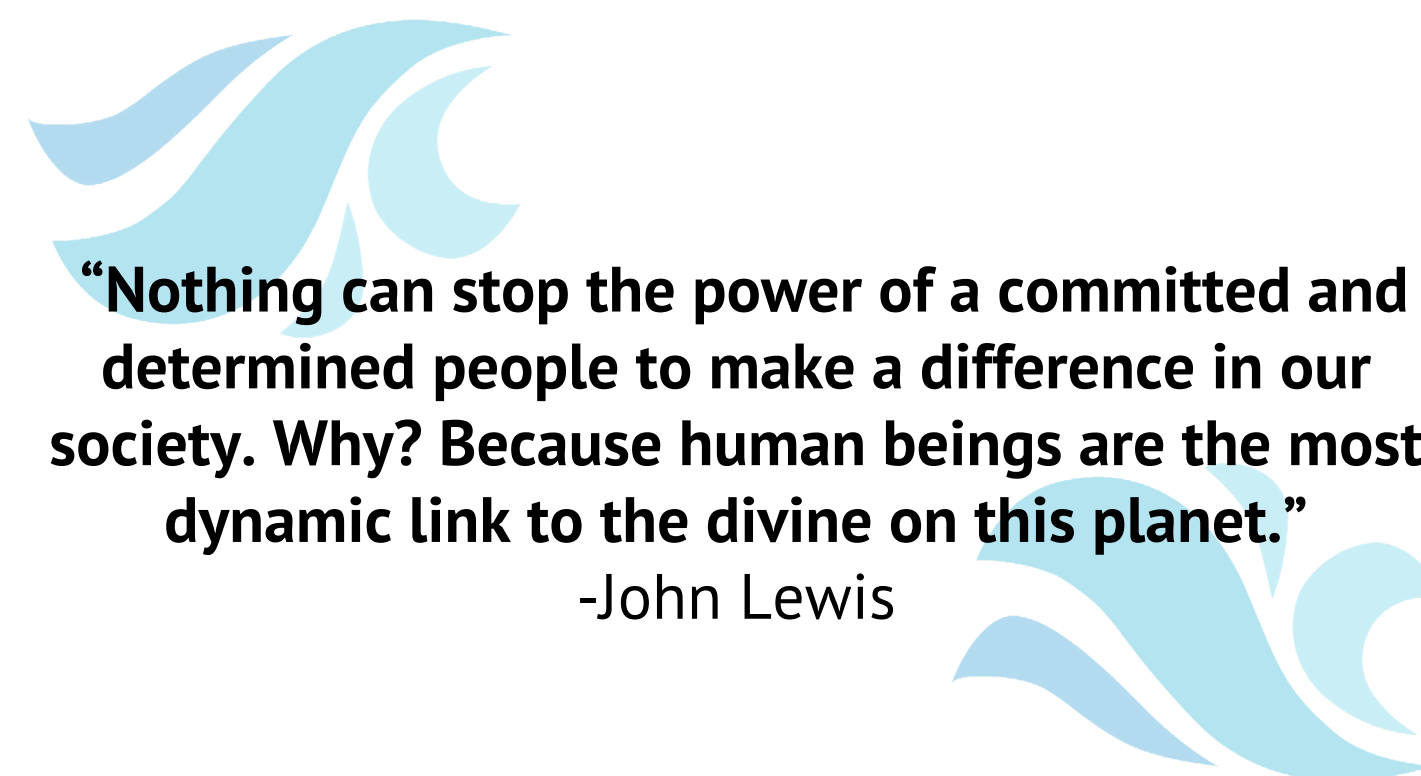 “Nothing can stop the power of a committed and
determined people to make a difference in our
society. Why? Because human beings are the most
dynamic link to the divine on this planet.”
-John Lewis